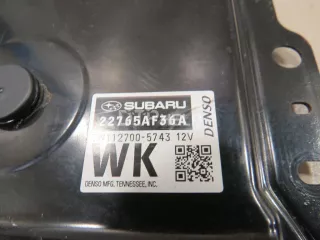 SUBARU
22765AF36A
112700-5743 12V
DENSO
WK
DENSO MFG. TENNESSEE, INC.